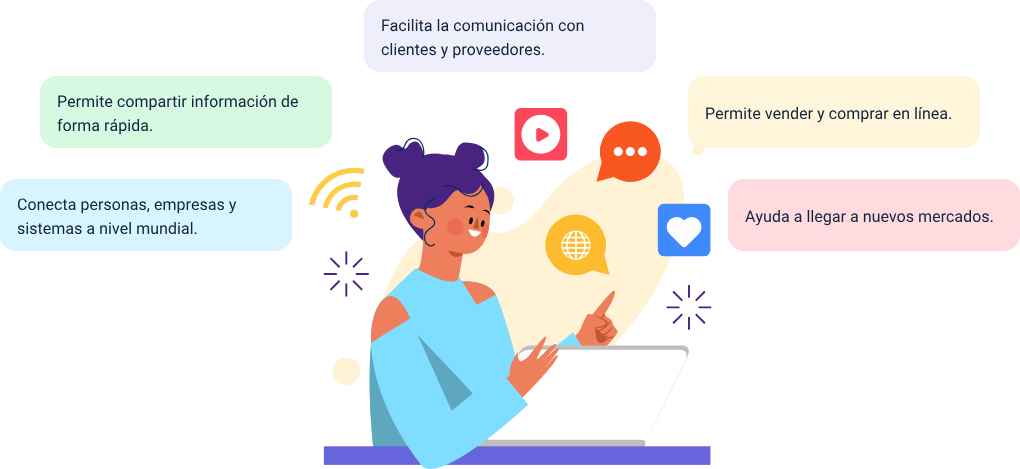 Facilita la comunicación con
clientes y proveedores.
Permite compartir información de
forma rápida.
Permite vender y comprar en línea.
Conecta personas, empresas y
sistemas a nivel mundial.
Ayuda a llegar a nuevos mercados.